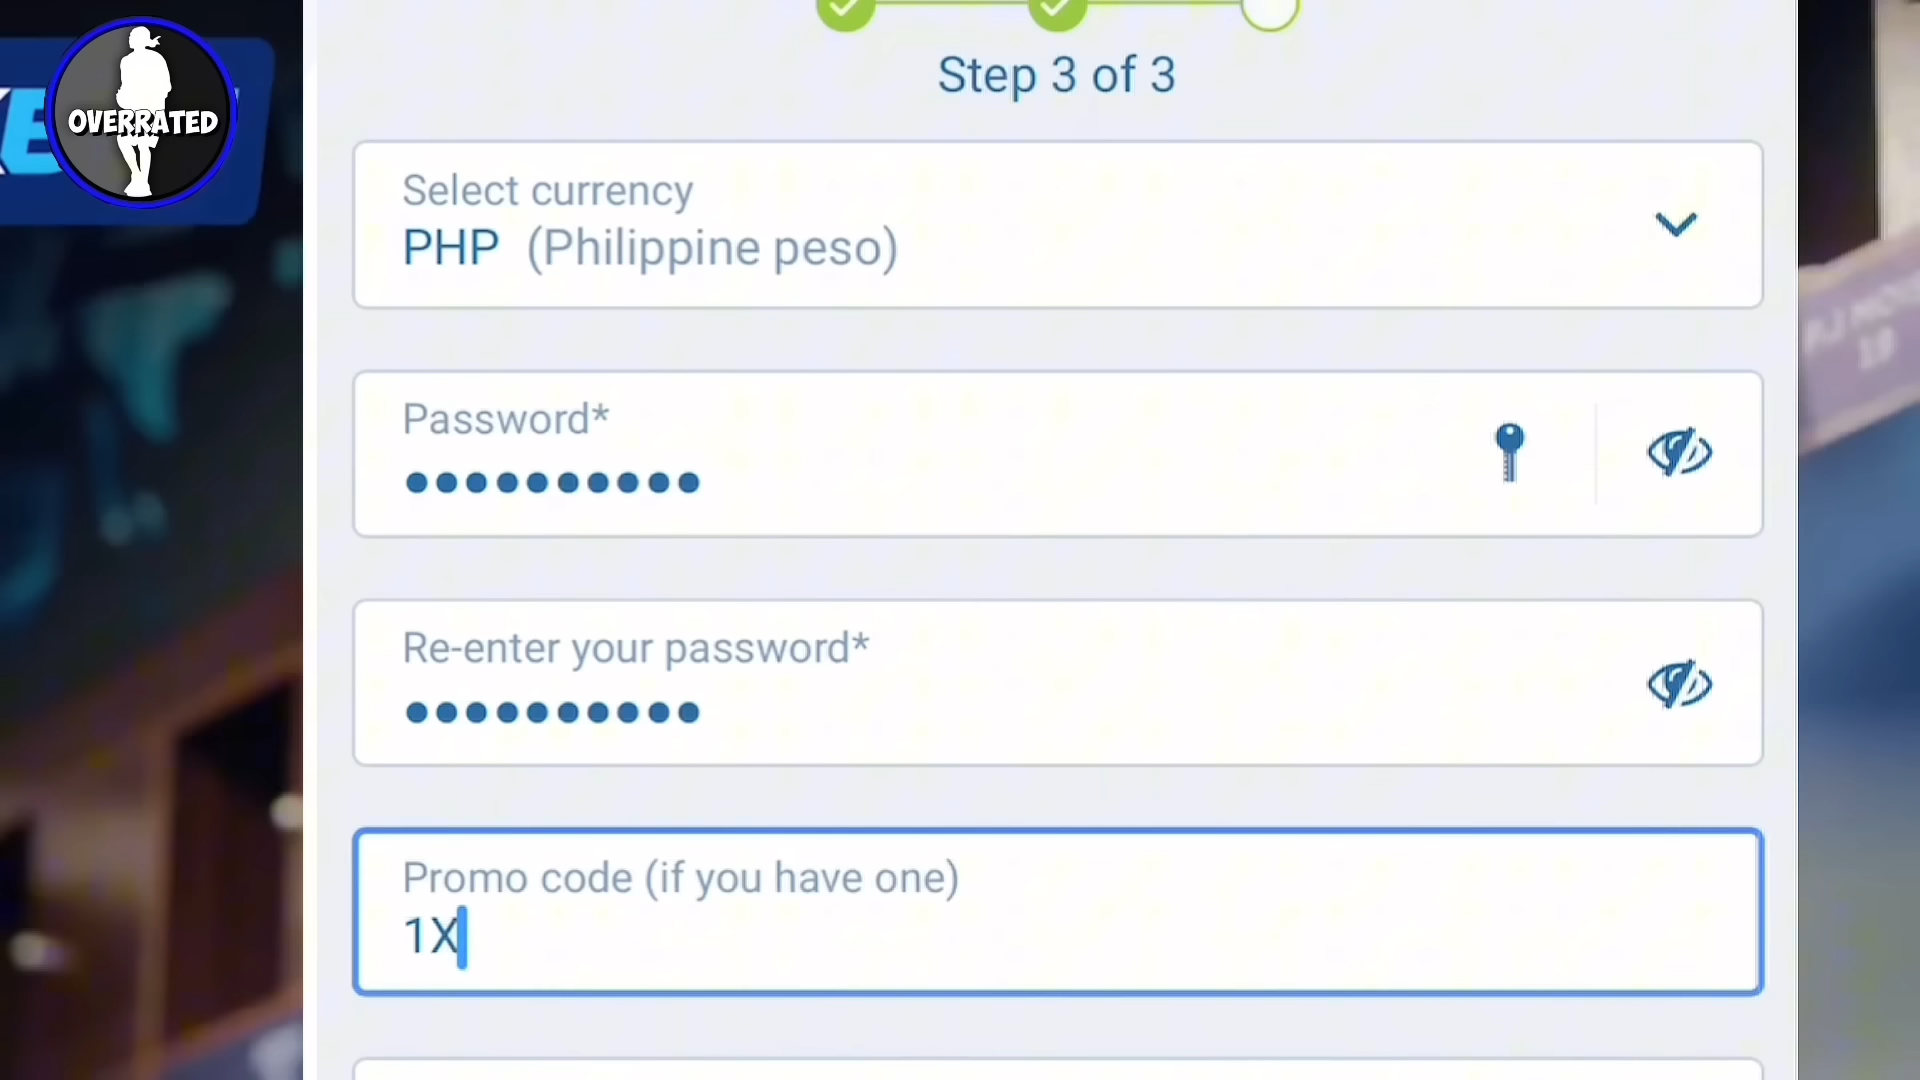 OVERRATED
Step 3 of 3
Select currency
PHP (Philippine peso)
Password*
Re-enter your password*
Promo code (if you have one)
1X